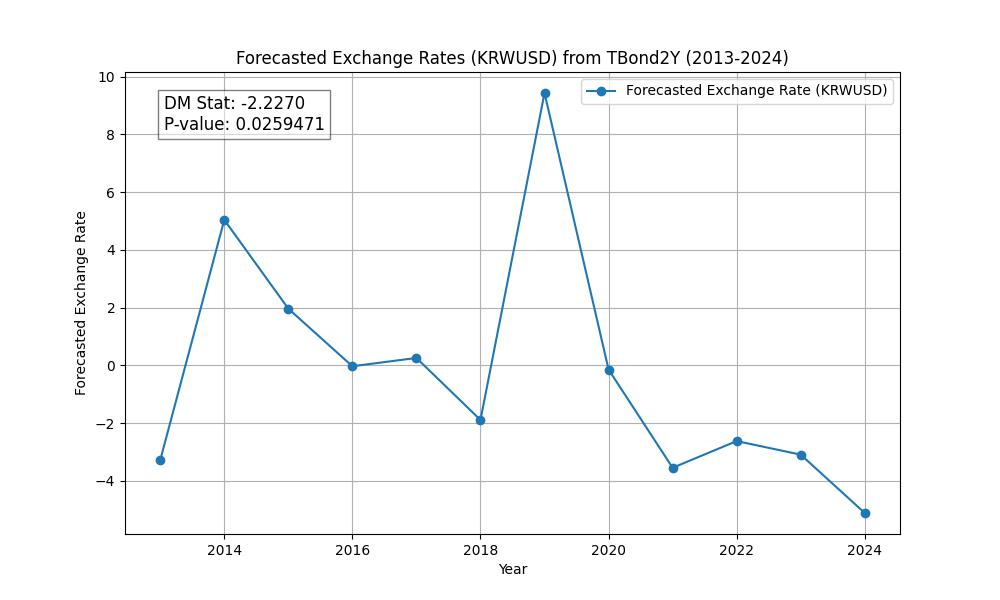 Forecasted Exchange Rates (KRWUSD) from TBond2Y (2013-2024)
DM Stat: -2.2270
P-value: 0.0259471
Forecasted Exchange Rate (KRWUSD)
Forecasted Exchange Rate
10
8
6
4
2
0
−2
−4
2014 2016 2018 2020 2022 2024
Year